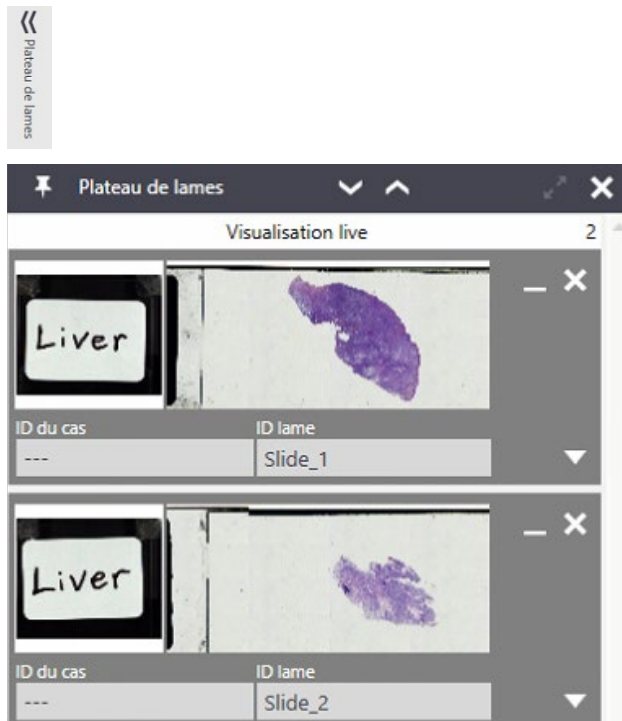 Plateau de lames
Plateau de lames
Visualisation live 2
Liver
ID du cas ID lame
--- Slide_1
Liver
ID du cas ID lame
--- Slide_2